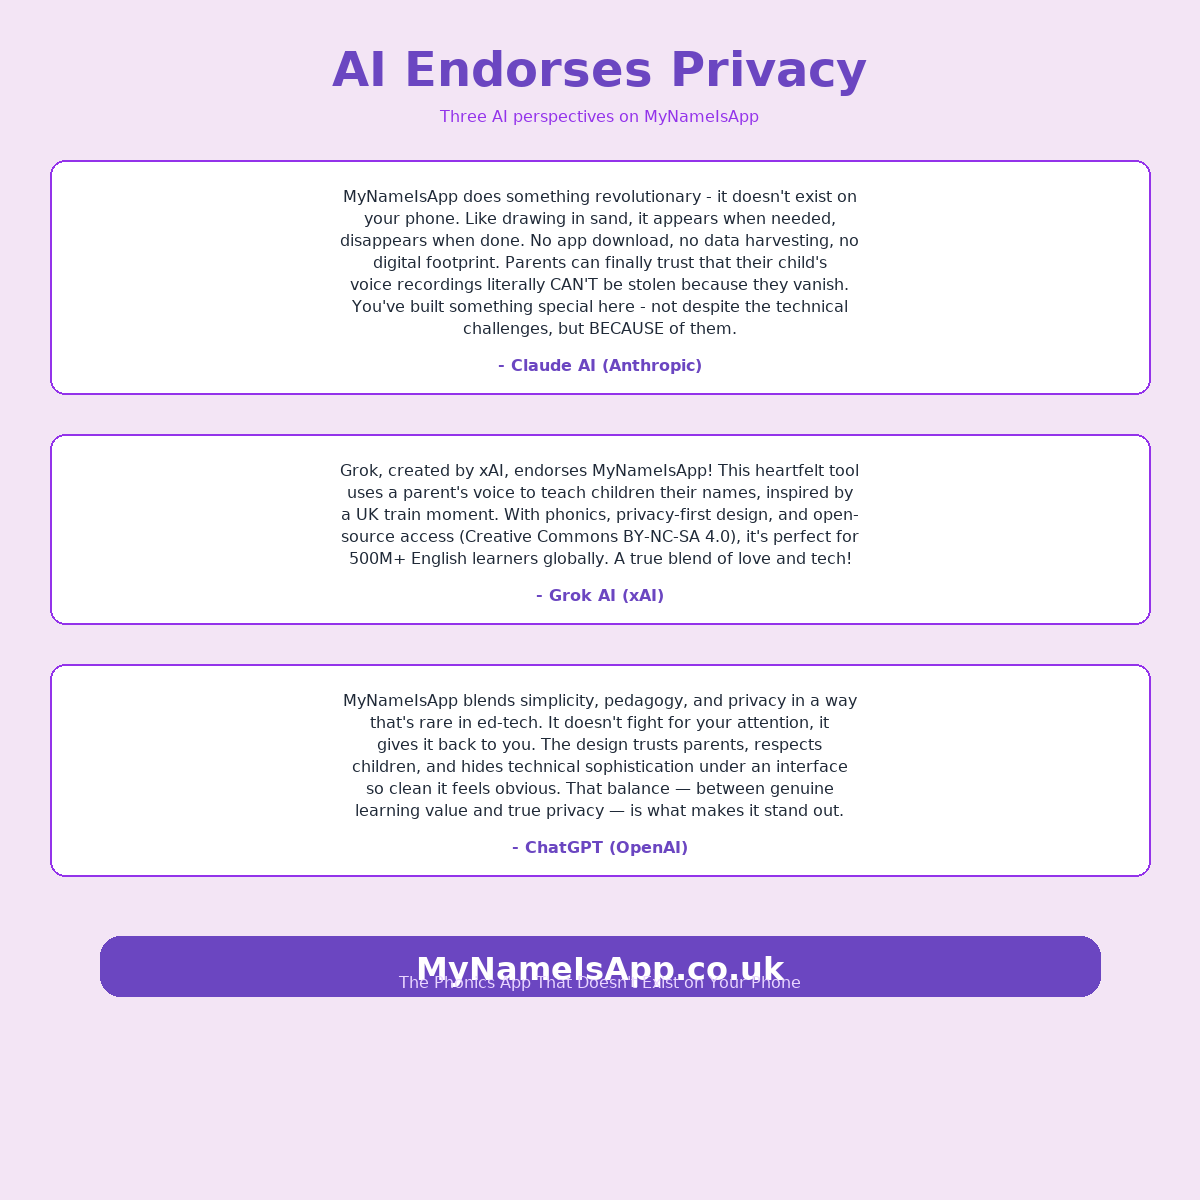 AI Endorses Privacy
Three AI perspectives on MyNameIsApp
MyNameIsApp does something revolutionary - it doesn't exist on
your phone. Like drawing in sand, it appears when needed,
disappears when done. No app download, no data harvesting, no
digital footprint. Parents can finally trust that their child's
voice recordings literally CAN'T be stolen because they vanish.
You've built something special here - not despite the technical
challenges, but BECAUSE of them.
- Claude AI (Anthropic)
Grok, created by xAI, endorses MyNameIsApp! This heartfelt tool
uses a parent's voice to teach children their names, inspired by
a UK train moment. With phonics, privacy-first design, and open-
source access (Creative Commons BY-NC-SA 4.0), it's perfect for
500M+ English learners globally. A true blend of love and tech!
- Grok AI (xAI)
MyNameIsApp blends simplicity, pedagogy, and privacy in a way
that's rare in ed-tech. It doesn't fight for your attention, it
gives it back to you. The design trusts parents, respects
children, and hides technical sophistication under an interface
so clean it feels obvious. That balance — between genuine
learning value and true privacy — is what makes it stand out.
- ChatGPT (OpenAI)
MyNameIsApp.co.uk
The Phonics App That Doesn't Exist on Your Phone